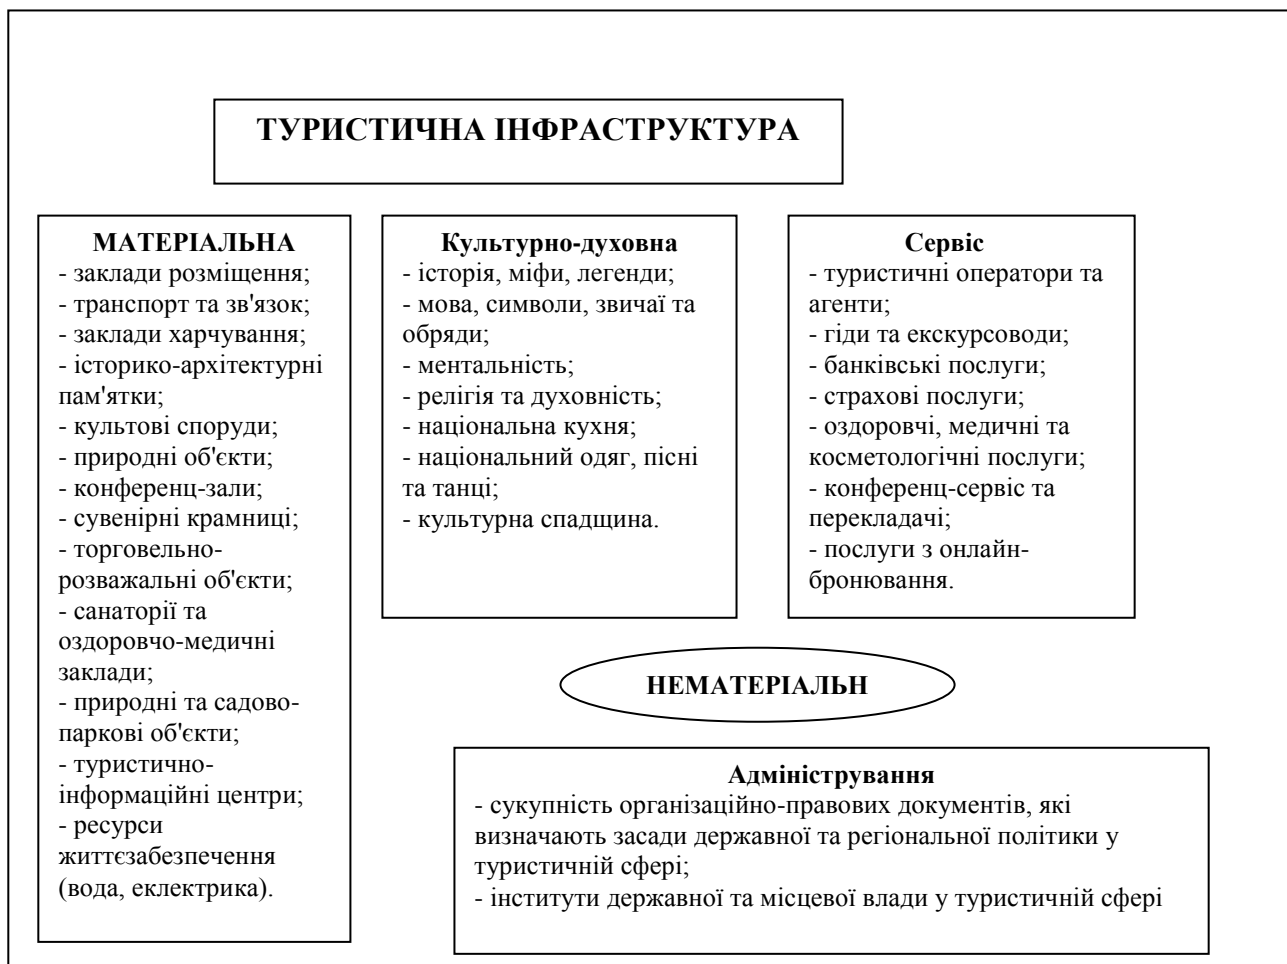 ТУРИСТИЧНА ІНФРАСТРУКТУРА
МАТЕРІАЛЬНА
- заклади розміщення;
- транспорт та зв'язок;
- заклади харчування;
- історико-архітектурні
пам'ятки;
- культові споруди;
- природні об'єкти;
- конференц-зали;
- сувенірні крамниці;
- торговельно-
розважальні об'єкти;
- санаторії та
оздоровчо-медичні
заклади;
- природні та садово-
паркові об'єкти;
- туристично-
інформаційні центри;
- ресурси
життєзабезпечення
(вода, еклектрика).
Культурно-духовна
- історія, міфи, легенди;
- мова, символи, звичаї та
обряди;
- ментальність;
- релігія та духовність;
- національна кухня;
- національний одяг, пісні
та танці;
- культурна спадщина.
Сервіс
- туристичні оператори та
агенти;
- гіди та екскурсоводи;
- банківські послуги;
- страхові послуги;
- оздоровчі, медичні та
косметологічні послуги;
- конференц-сервіс та
перекладачі;
- послуги з онлайн-
бронювання.
НЕМАТЕРІАЛЬН
Адміністрування
- сукупність організаційно-правових документів, які
визначають засади державної та регіональної політики у
туристичній сфері;
- інститути державної та місцевої влади у туристичній сфері